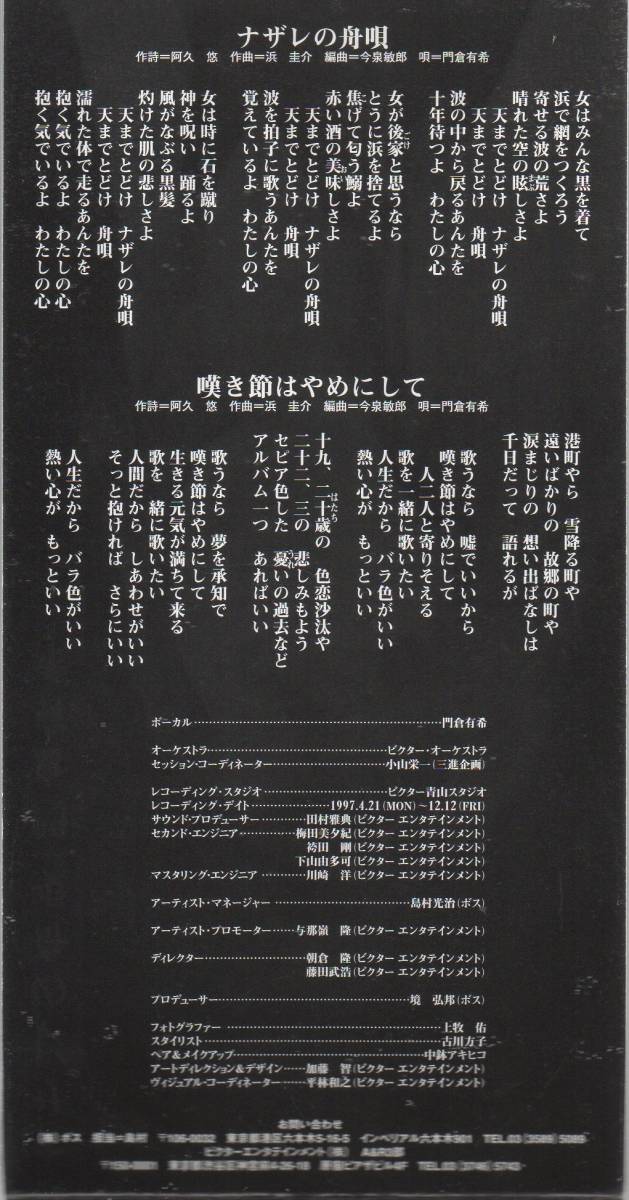 ナザレの舟唄
作詩＝阿久　悠　作曲＝浜　圭介　編曲＝今泉敏郎　唄＝門倉有希
女はみんな黒を着て
浜で網をつくろう
寄せる波の荒さよ
晴れた空の眩しさよ
天までとどけ　ナザレの舟唄
天までとどけ　舟唄
波の中から戻るあんたを
十年待つよ　わたしの心
女が後家と思うなら
とうに浜を捨てるよ
焦げて匂う鰯よ
赤い酒の美味しさよ
天までとどけ　ナザレの舟唄
天までとどけ　舟唄
波を拍子に歌うあんたを
覚えているよ　わたしの心
女は時に石を蹴り
神を呪い　踊るよ
風がなぶる黒髪
灼けた肌の悲しさよ
天までとどけ　ナザレの舟唄
天までとどけ　舟唄
濡れた体で走るあんたを
抱く気でいるよ　わたしの心
抱く気でいるよ　わたしの心
嘆き節はやめにして
作詩＝阿久　悠　作曲＝浜　圭介　編曲＝今泉敏郎　唄＝門倉有希
港町やら　雪降る町や
遠いばかりの　故郷の町や
涙まじりの　想い出ばなしは
千日だって　語れるが
歌うなら　嘘でいいから
嘆き節はやめにして
人二人と寄りそえる
歌を一緒に歌いたい
人生だから　バラ色がいい
熱い心が　もっといい
十九、二十歳の　色恋沙汰や
二十二、三の　悲しみもよう
セピア色した　憂いの過去など
アルバム一つ　あればいい
歌うなら　夢を承知で
嘆き節はやめにして
生きる元気が満ちて来る
歌を　緒に歌いたい
人間だから　しあわせがいい
そっと抱ければ　さらにいい
人生だから　バラ色がいい
熱い心が　もっといい
ボーカル……門倉有希
オーケストラ……ビクター・オーケストラ
セッション・コーディネーター……小山栄一(三進企画)
レコーディング・スタジオ……ビクター青山スタジオ
レコーディング・デイト……1997.4.21(MON)～12.12(FRI)
サウンド・プロデューサー……田村雅典(ビクター エンタテインメント)
セカンド・エンジニア……梅田美夕紀(ビクター エンタテインメント)
袴田　剛(ビクター エンタテインメント)
下山由多可(ビクター エンタテインメント)
マスタリング・エンジニア……川崎　洋(ビクター エンタテインメント)
アーティスト・マネージャー……島村光治(ボス)
アーティスト・プロモーター……与那嶺　隆(ビクター エンタテインメント)
ディレクター……朝倉　隆(ビクター エンタテインメント)
藤田武浩(ビクター エンタテインメント)
プロデューサー……境　弘邦(ボス)
フォトグラファー……上牧　佑
スタイリスト……古川方子
ヘア＆メイクアップ……中鉢アキヒコ
アートディレクション＆デザイン……加藤　智(ビクター エンタテインメント)
ヴィジュアル・コーディネーター……平林和之(ビクター エンタテインメント)
お問い合わせ
(株)ボス　〒106-0032　東京都港区六本木5-16-5　インペリアル六本木901　TEL.03(3589)5089
ビクターエンタテインメント(株)